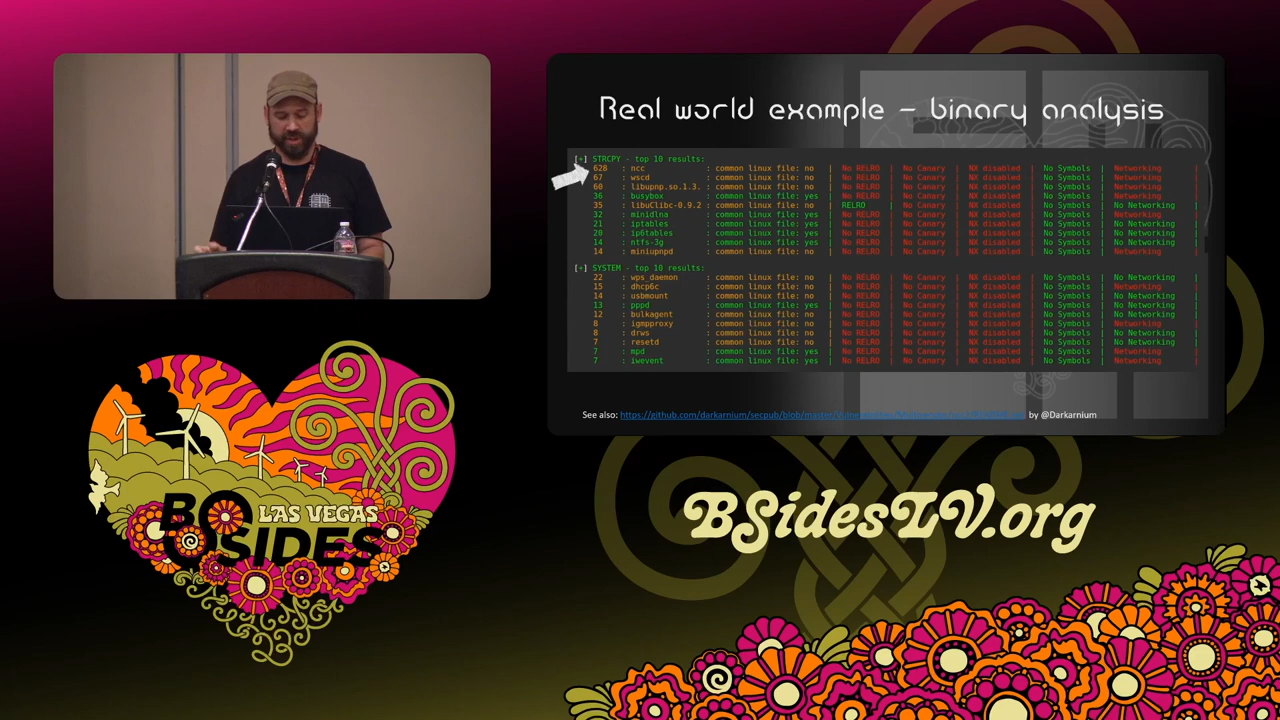 Real world example – binary analysis
[+] STRCPY - top 10 results:
628 : ncc : common linux file: no | No RELRO | No Canary | NX disabled | No Symbols | Networking |
67 : wscd : common linux file: no | No RELRO | No Canary | NX disabled | No Symbols | Networking |
60 : libupnp.so.1.3. : common linux file: no | No RELRO | No Canary | NX disabled | No Symbols | Networking |
36 : busybox : common linux file: yes | No RELRO | No Canary | NX disabled | No Symbols | Networking |
35 : libuClibc-0.9.2 : common linux file: no | RELRO | No Canary | NX disabled | No Symbols | No Networking |
32 : minidlna : common linux file: yes | No RELRO | No Canary | NX disabled | No Symbols | Networking |
21 : iptables : common linux file: yes | No RELRO | No Canary | NX disabled | No Symbols | No Networking |
20 : ip6tables : common linux file: yes | No RELRO | No Canary | NX disabled | No Symbols | No Networking |
14 : ntfs-3g : common linux file: yes | No RELRO | No Canary | NX disabled | No Symbols | No Networking |
14 : miniupnpd : common linux file: no | No RELRO | No Canary | NX disabled | No Symbols | Networking |
[+] SYSTEM - top 10 results:
22 : wps_daemon : common linux file: no | No RELRO | No Canary | NX disabled | No Symbols | No Networking |
15 : dhcp6c : common linux file: no | No RELRO | No Canary | NX disabled | No Symbols | Networking |
14 : usbmount : common linux file: no | No RELRO | No Canary | NX disabled | No Symbols | No Networking |
13 : pppd : common linux file: yes | No RELRO | No Canary | NX disabled | No Symbols | No Networking |
12 : bulkagent : common linux file: no | No RELRO | No Canary | NX disabled | No Symbols | No Networking |
8 : igmpproxy : common linux file: no | No RELRO | No Canary | NX disabled | No Symbols | Networking |
8 : drws : common linux file: no | No RELRO | No Canary | NX disabled | No Symbols | No Networking |
7 : resetd : common linux file: no | No RELRO | No Canary | NX disabled | No Symbols | No Networking |
7 : mpd : common linux file: yes | No RELRO | No Canary | NX disabled | No Symbols | Networking |
7 : iwevent : common linux file: yes | No RELRO | No Canary | NX disabled | No Symbols | Networking |
See also: by @Darkarnium
BSidesLV.org
LAS VEGAS
BSIDES
23